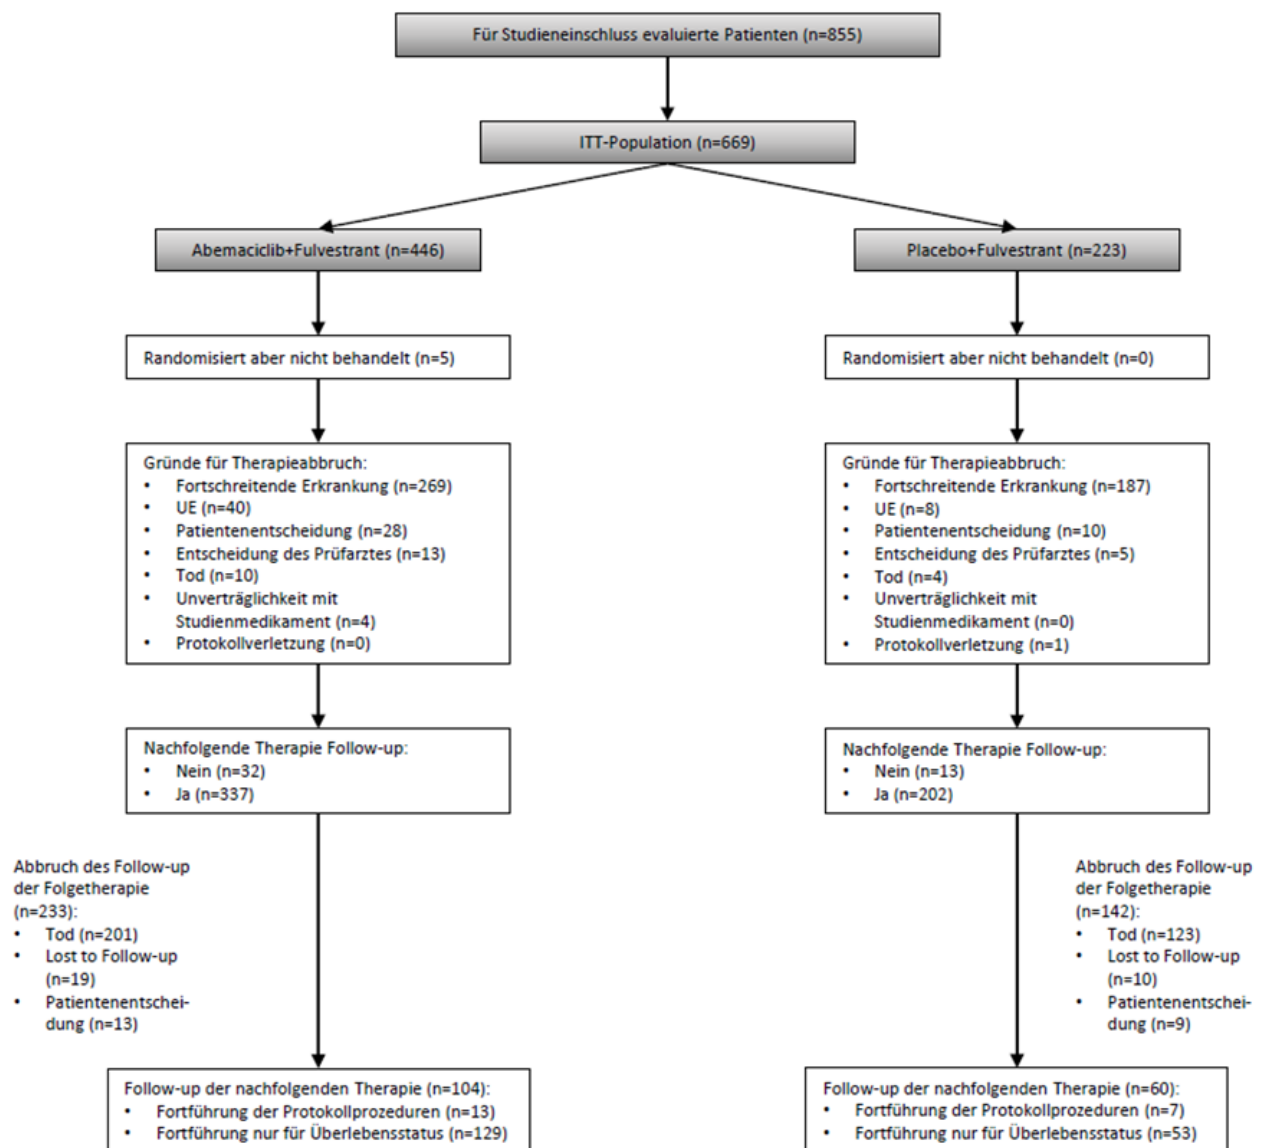 Für Studieneinschluss evaluierte Patienten (n=855)
ITT-Population (n=669)
Abemaciclib+Fulvestrant (n=446)
Placebo+Fulvestrant (n=223)
Randomisiert aber nicht behandelt (n=5)
Randomisiert aber nicht behandelt (n=0)
Gründe für Therapieabbruch:
• Fortschreitende Erkrankung (n=269)
• UE (n=40)
• Patientenentscheidung (n=28)
• Entscheidung des Prüfarztes (n=13)
• Tod (n=10)
• Unverträglichkeit mit
Studienmedikament (n=4)
• Protokollverletzung (n=0)
Gründe für Therapieabbruch:
• Fortschreitende Erkrankung (n=187)
• UE (n=8)
• Patientenentscheidung (n=10)
• Entscheidung des Prüfarztes (n=5)
• Tod (n=4)
• Unverträglichkeit mit
Studienmedikament (n=0)
• Protokollverletzung (n=1)
Nachfolgende Therapie Follow-up:
• Nein (n=32)
• Ja (n=337)
Nachfolgende Therapie Follow-up:
• Nein (n=13)
• Ja (n=202)
Abbruch des Follow-up
der Folgetherapie
(n=233):
• Tod (n=201)
• Lost to Follow-up
(n=19)
• Patientenentschei-
dung (n=13)
Abbruch des Follow-up
der Folgetherapie
(n=142):
• Tod (n=123)
• Lost to Follow-up
(n=10)
• Patientenentschei-
dung (n=9)
Follow-up der nachfolgenden Therapie (n=104):
• Fortführung der Protokollprozeduren (n=13)
• Fortführung nur für Überlebensstatus (n=129)
Follow-up der nachfolgenden Therapie (n=60):
• Fortführung der Protokollprozeduren (n=7)
• Fortführung nur für Überlebensstatus (n=53)